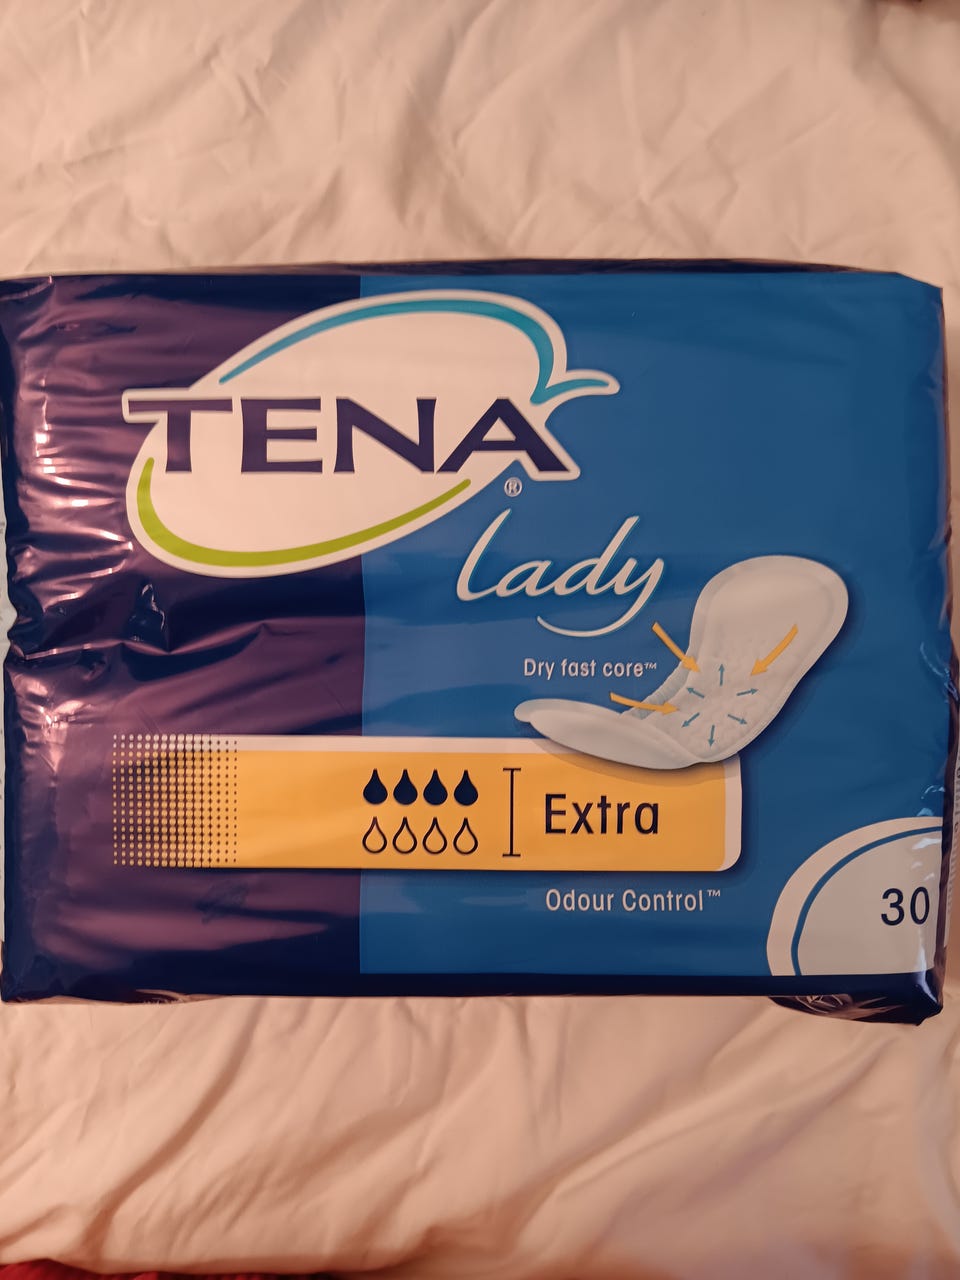 TENA®
Lady
Dry fast core™
Extra
Odour Control™
30